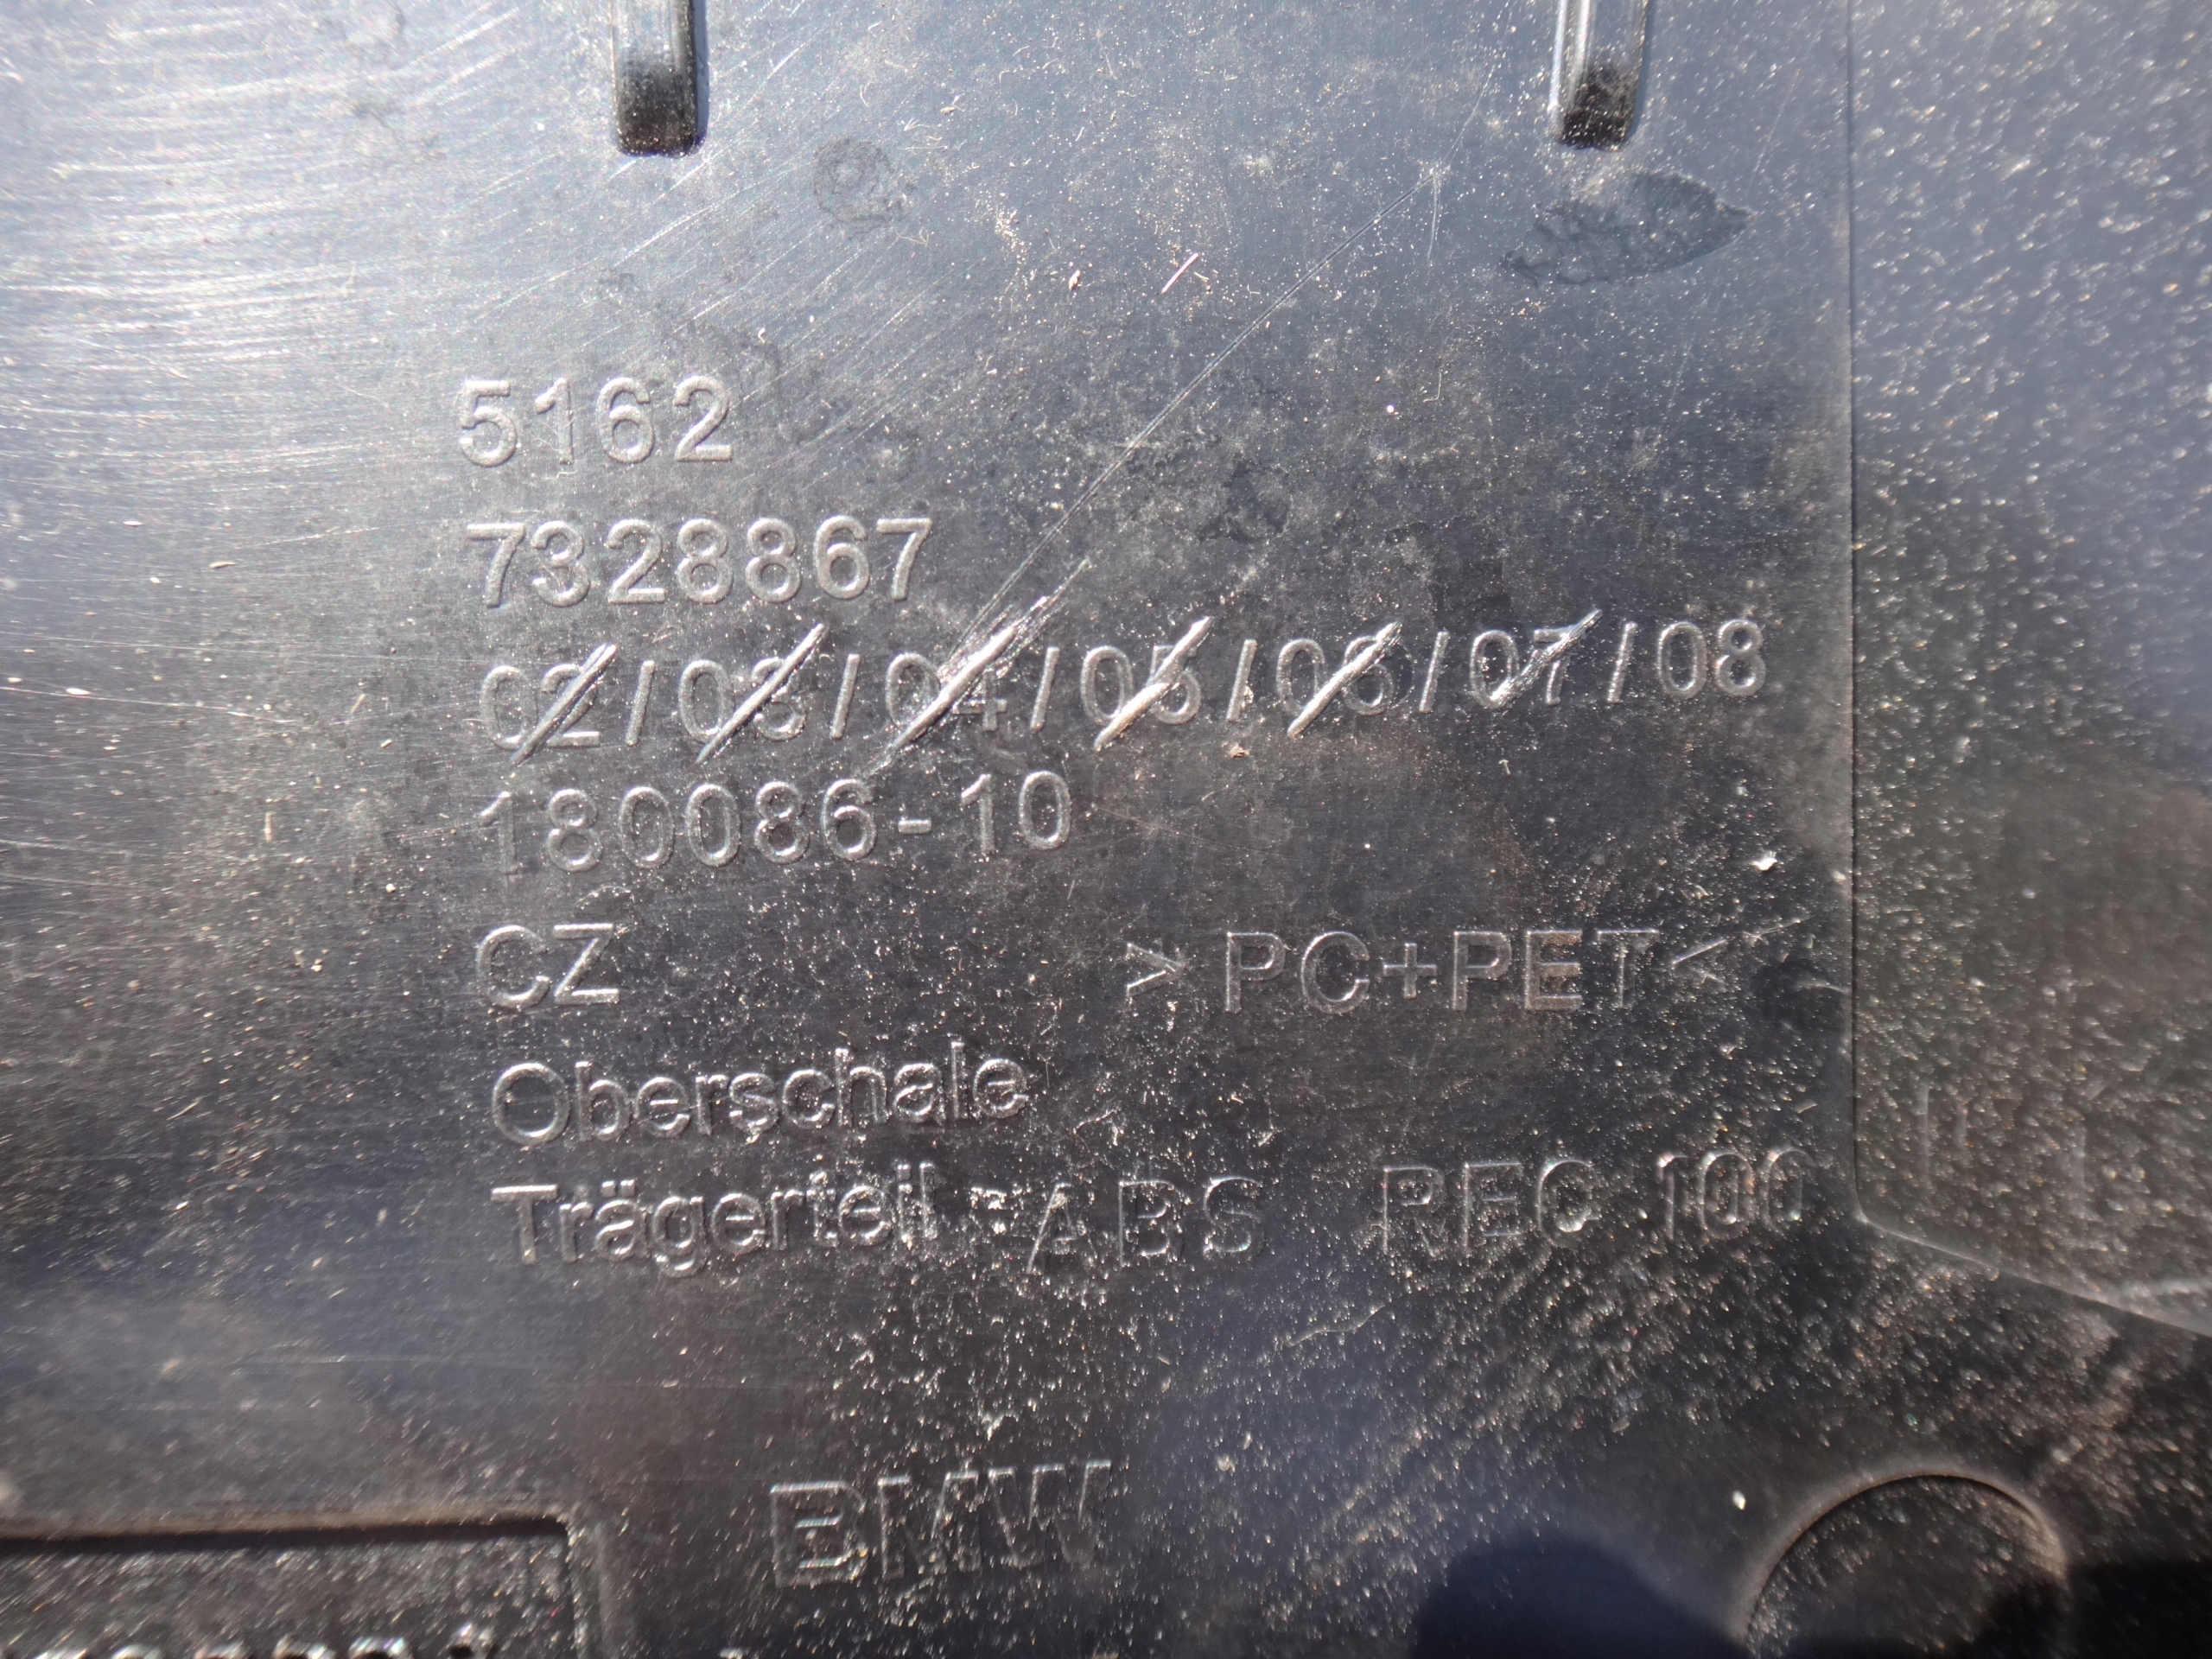 5162
7328867
02/03/04/05/06/07/08
180086-10
CZ >PC+PET<
Oberschale
Trägerteil =ABS REC 100
BMW